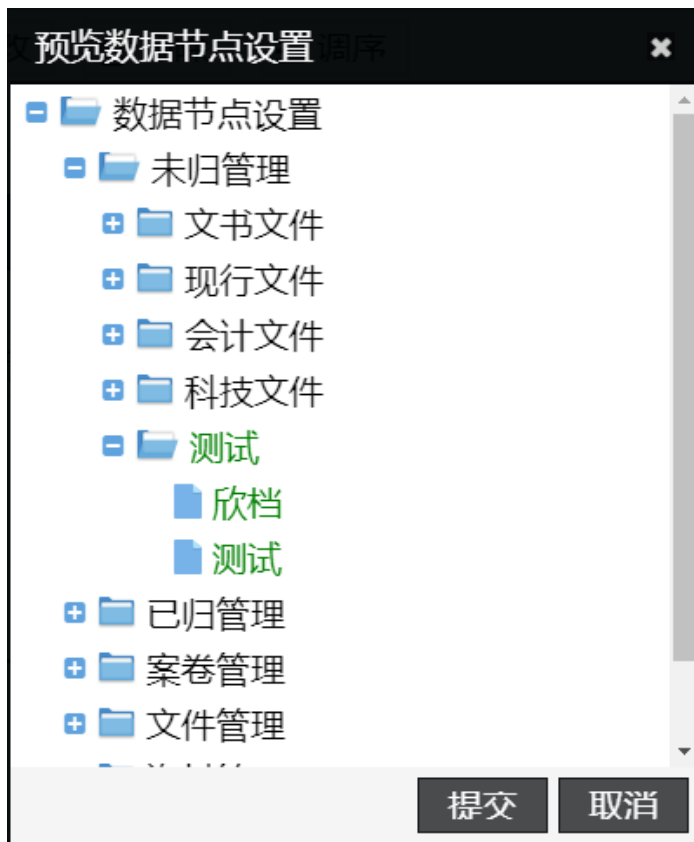 预览数据节点设置
调序
数据节点设置
未归管理
文书文件
现行文件
会计文件
科技文件
测试
欣档
测试
已归管理
案卷管理
文件管理
提交
取消